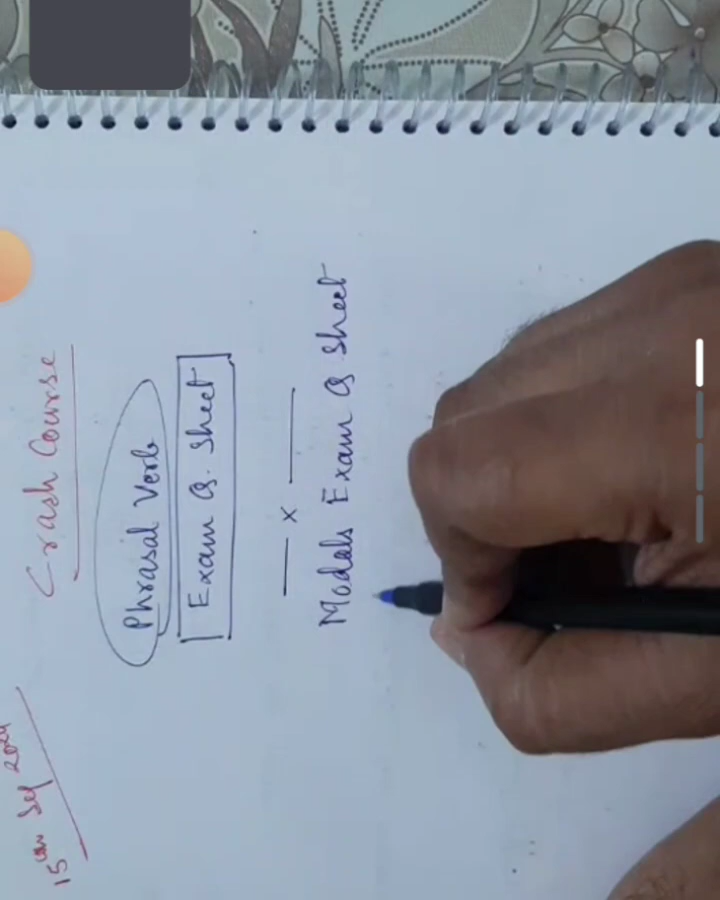 15th Sep 2024
Crash Course
Phrasal Verb
Exam Q. Sheet
— x —
Modals Exam Q Sheet